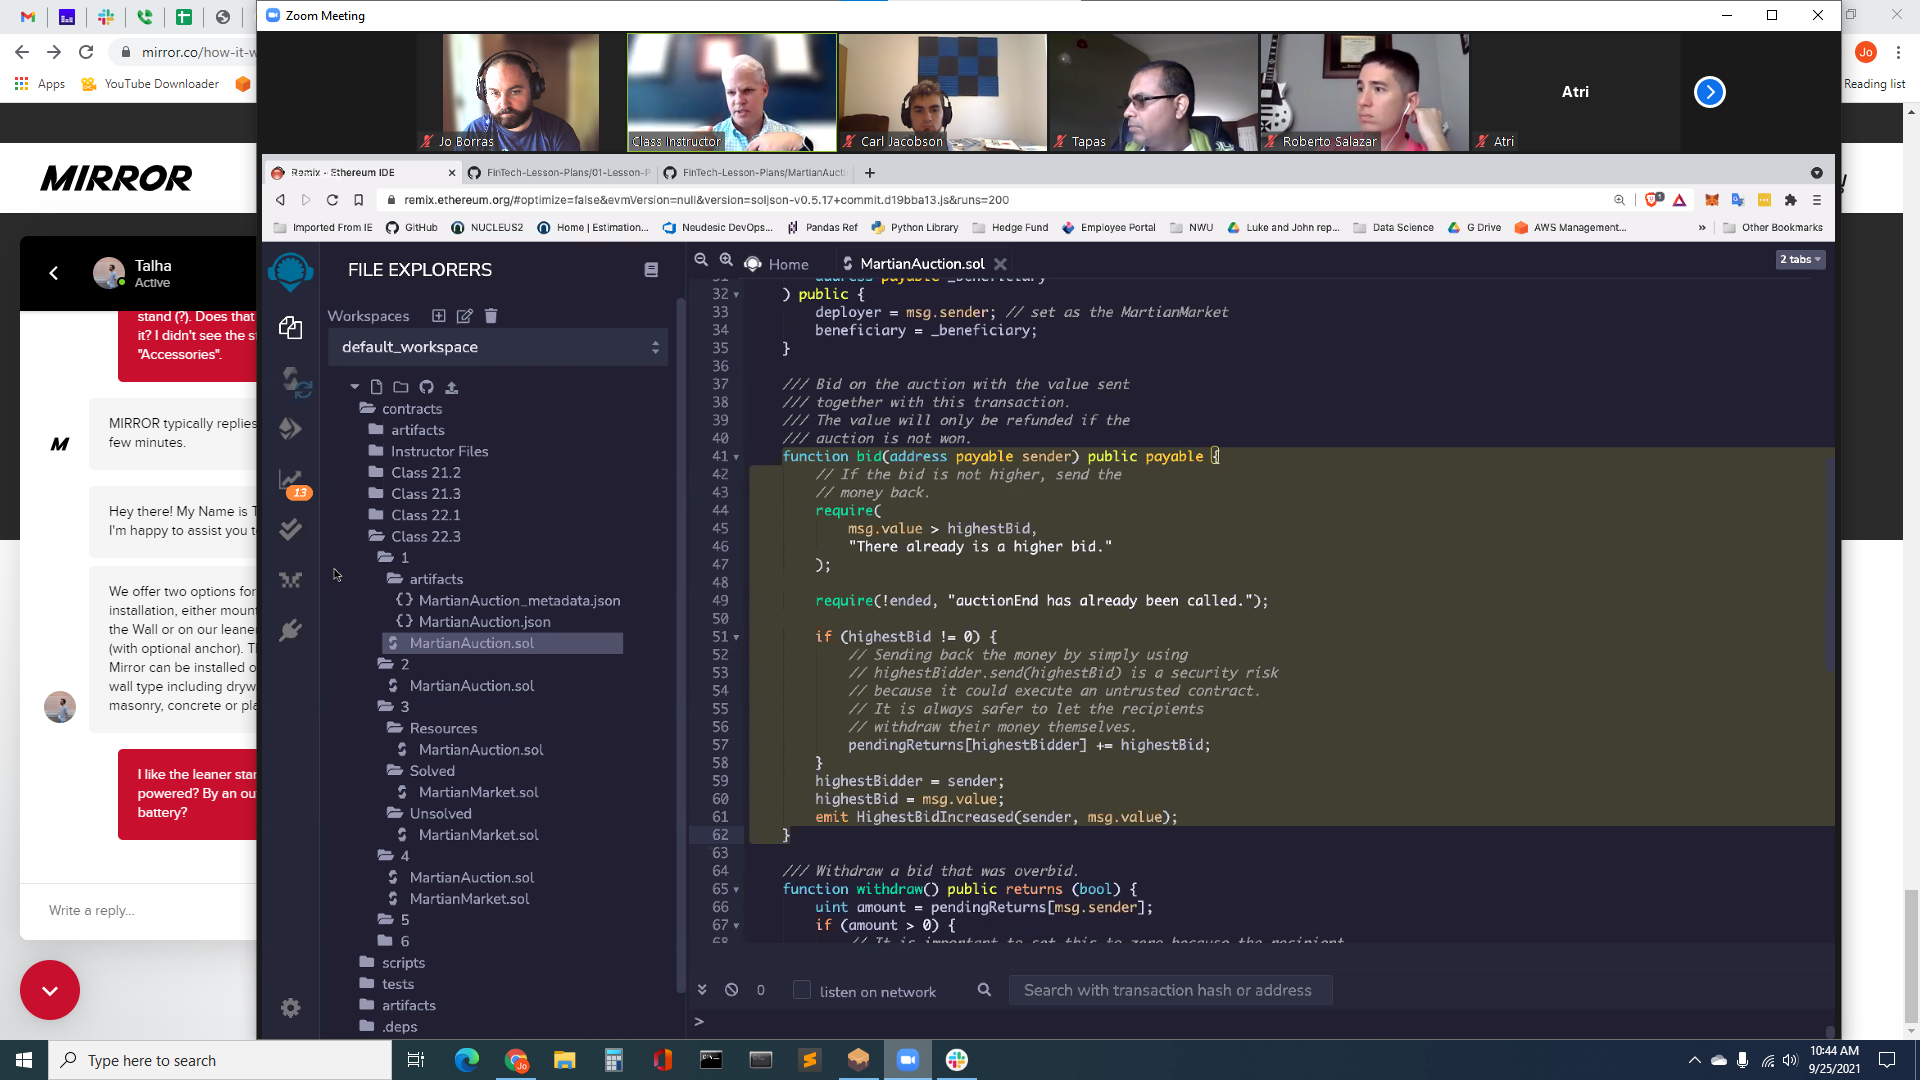 Zoom Meeting
mirror.co/how-it-w
Jo
Apps
YouTube Downloader
Reading list
Jo Borras
Class Instructor
Carl Jacobson
Tapas
Roberto Salazar
Atri
Atri
Remix - Ethereum IDE
FinTech-Lesson-Plans/01-Lesson-P
FinTech-Lesson-Plans/MartianAuct
remix.ethereum.org/#optimize=false&evmVersion=null&version=soljson-v0.5.17+commit.d19bba13.js&runs=200
Imported From IE
GitHub
NUCLEUS2
Home | Estimation...
Neudesic DevOps...
Pandas Ref
Python Library
Hedge Fund
Employee Portal
NWU
Luke and John rep...
Data Science
G Drive
AWS Management...
Other Bookmarks
MIRROR
Talha
Active
stand (?). Does that
it? I didn't see the s
"Accessories".
MIRROR typically replies
few minutes.
Hey there! My Name is T
I'm happy to assist you t
We offer two options for
installation, either mount
the Wall or on our leaner
(with optional anchor). T
Mirror can be installed o
wall type including dryw
masonry, concrete or pla
I like the leaner star
powered? By an ou
battery?
Write a reply...
FILE EXPLORERS
Workspaces
default_workspace
contracts
artifacts
Instructor Files
Class 21.2
Class 21.3
Class 22.1
Class 22.3
1
artifacts
MartianAuction_metadata.json
MartianAuction.json
MartianAuction.sol
2
MartianAuction.sol
3
Resources
MartianAuction.sol
Solved
MartianMarket.sol
Unsolved
MartianMarket.sol
4
MartianAuction.sol
MartianMarket.sol
5
6
scripts
tests
artifacts
.deps
13
Home
MartianAuction.sol
2 tabs
31 address payable _beneficiary
32 ) public {
33 deployer = msg.sender; // set as the MartianMarket
34 beneficiary = _beneficiary;
35 }
36
37 /// Bid on the auction with the value sent
38 /// together with this transaction.
39 /// The value will only be refunded if the
40 /// auction is not won.
41 function bid(address payable sender) public payable {
42 // If the bid is not higher, send the
43 // money back.
44 require(
45 msg.value > highestBid,
46 "There already is a higher bid."
47 );
48
49 require(!ended, "auctionEnd has already been called.");
50
51 if (highestBid != 0) {
52 // Sending back the money by simply using
53 // highestBidder.send(highestBid) is a security risk
54 // because it could execute an untrusted contract.
55 // It is always safer to let the recipients
56 // withdraw their money themselves.
57 pendingReturns[highestBidder] += highestBid;
58 }
59 highestBidder = sender;
60 highestBid = msg.value;
61 emit HighestBidIncreased(sender, msg.value);
62 }
63
64 /// Withdraw a bid that was overbid.
65 function withdraw() public returns (bool) {
66 uint amount = pendingReturns[msg.sender];
67 if (amount > 0) {
68 // It is important to set this to zero because the recipient
0
listen on network
Search with transaction hash or address
>
Type here to search
10:44 AM
9/25/2021